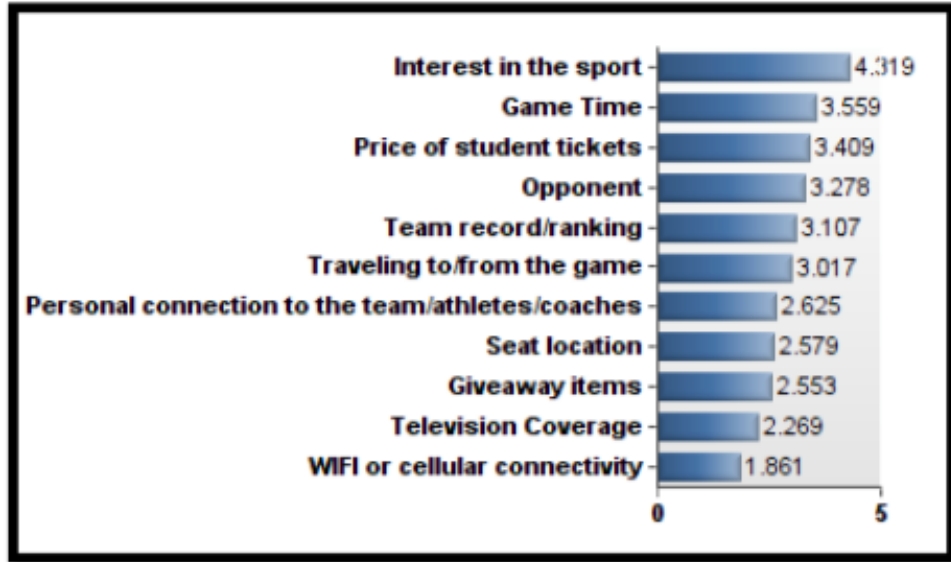 Interest in the sport 4.319
Game Time 3.559
Price of student tickets 3.409
Opponent 3.278
Team record/ranking 3.107
Traveling to/from the game 3.017
Personal connection to the team/athletes/coaches 2.625
Seat location 2.579
Giveaway items 2.553
Television Coverage 2.269
WIFI or cellular connectivity 1.861
0 5